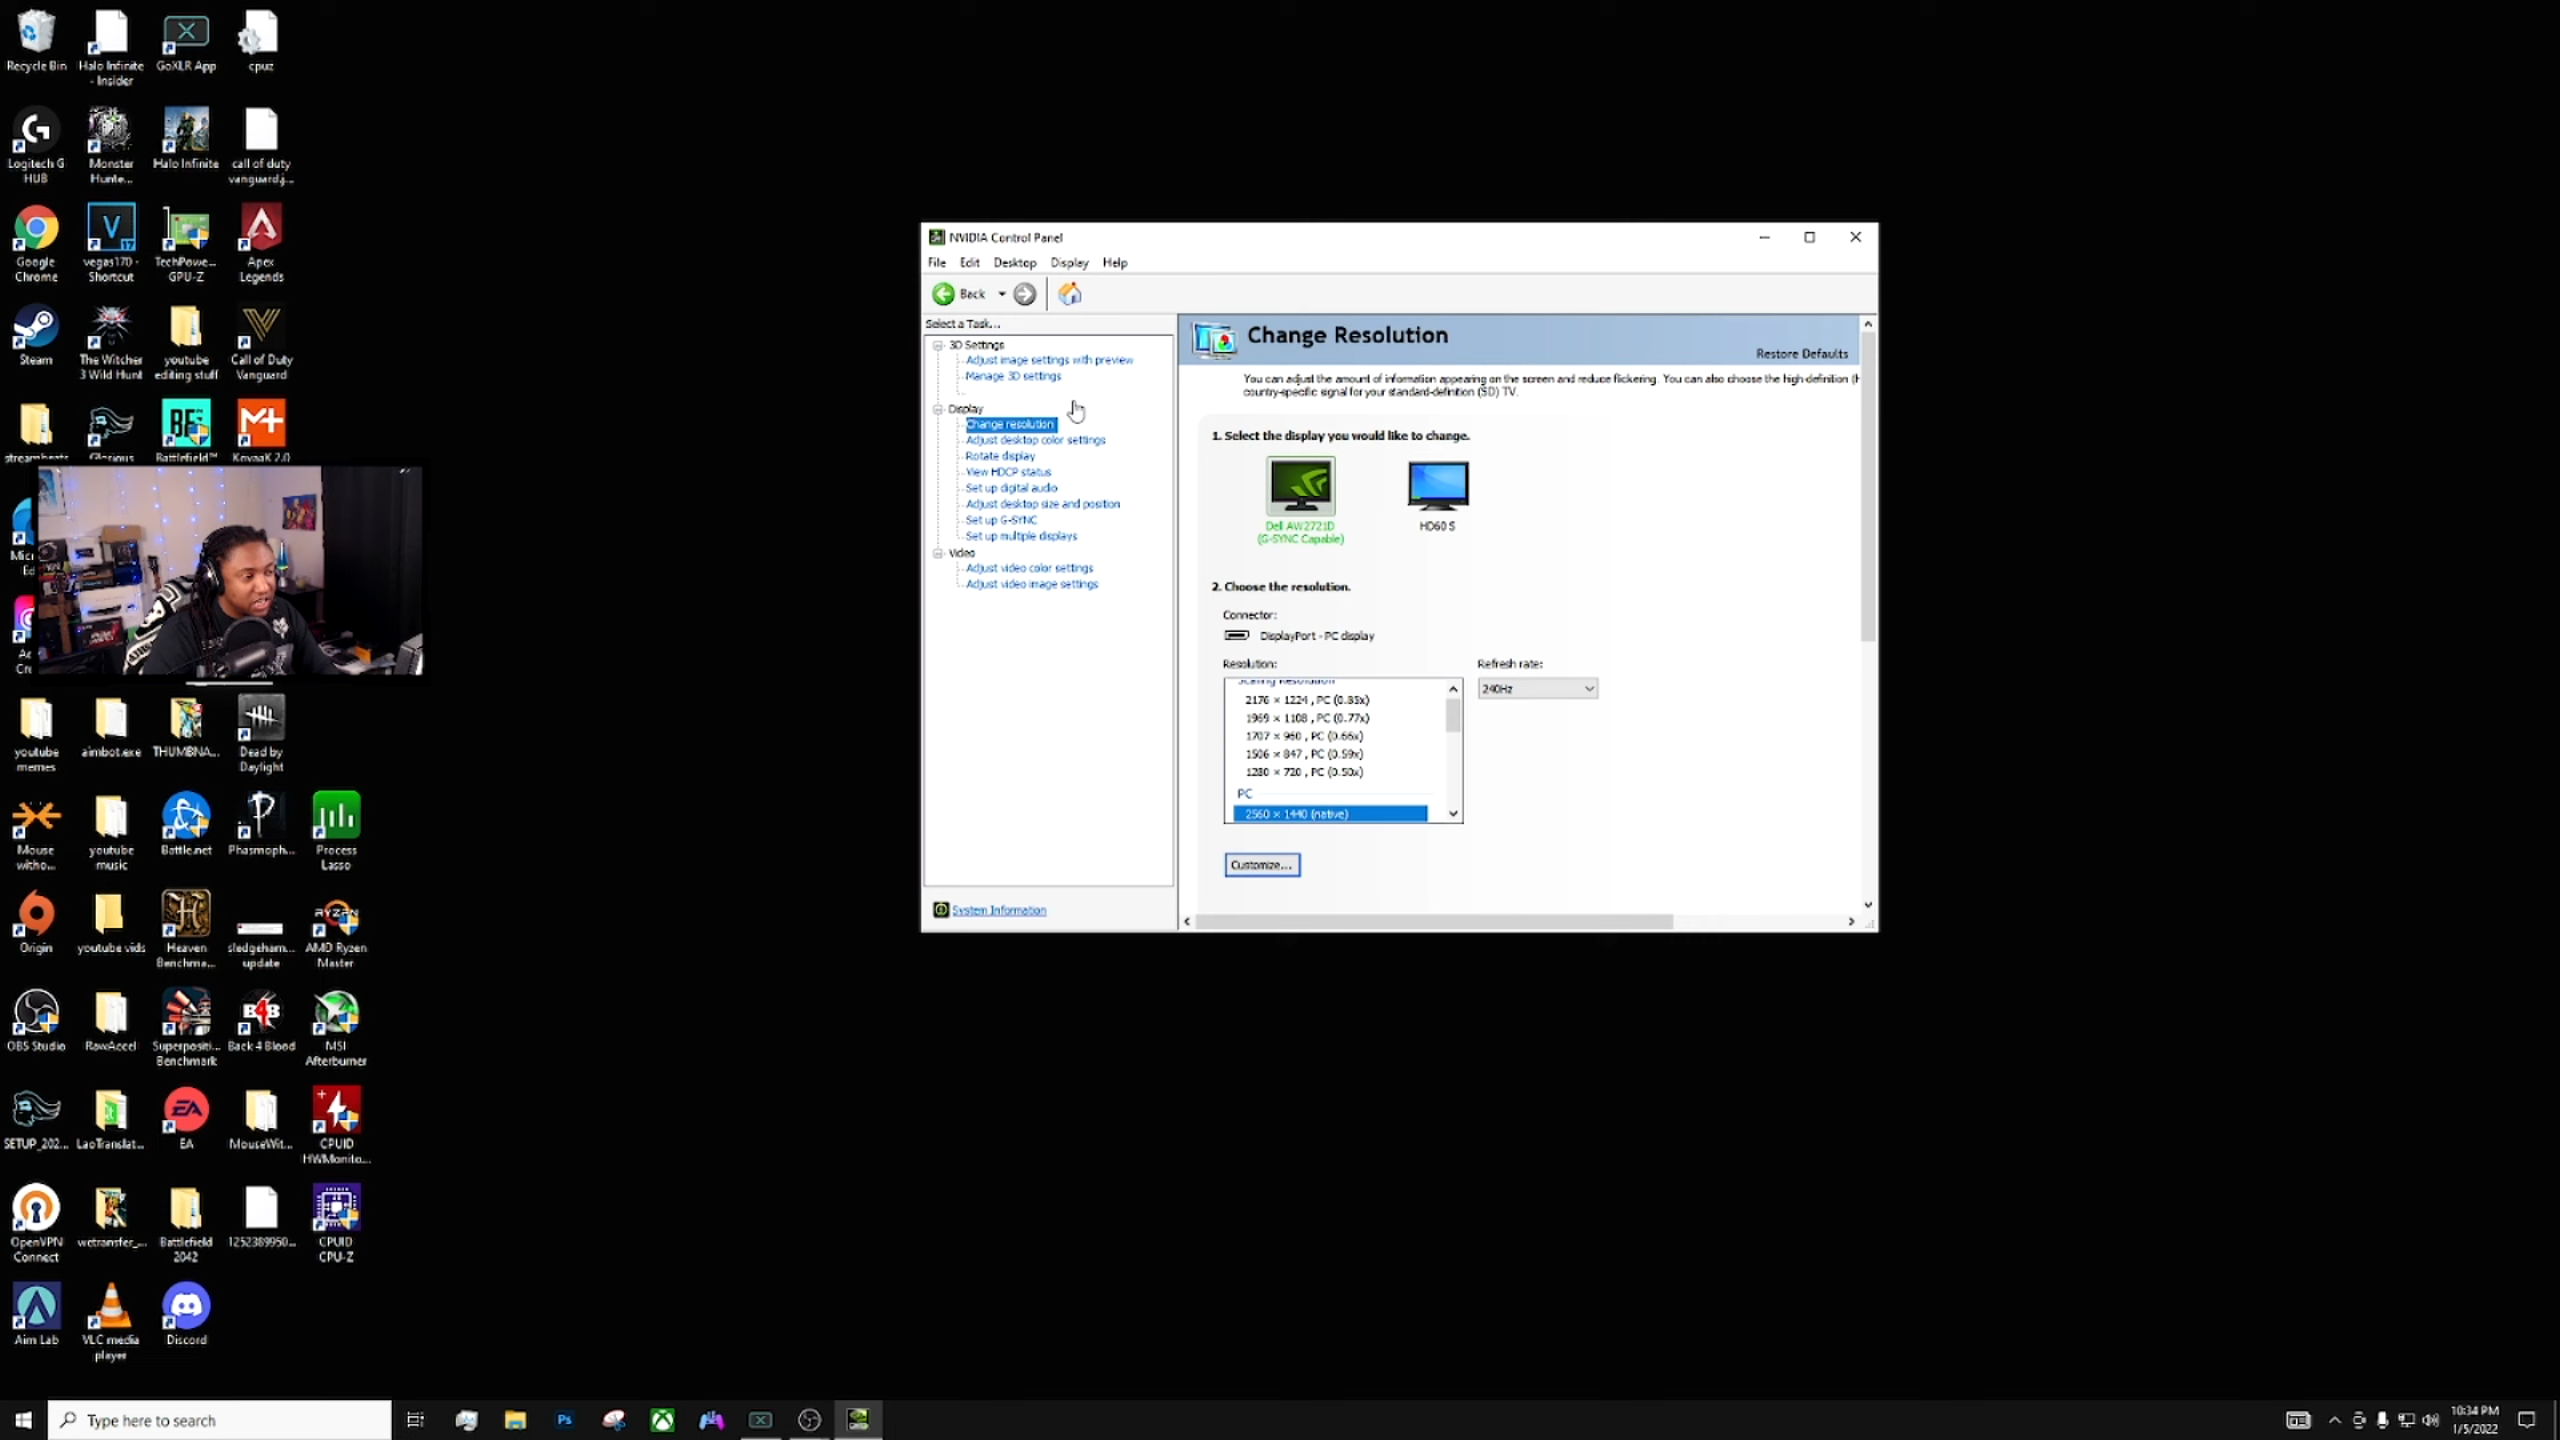 Recycle Bin
Halo Infinite
- Insider
GoXLR App
cpuz
Logitech G
HUB
Monster
Hunte...
Halo Infinite
call of duty
vanguard.j...
Google
Chrome
vegas170 -
Shortcut
TechPowe...
GPU-Z
Apex
Legends
Steam
The Witcher
3 Wild Hunt
youtube
editing stuff
Call of Duty
Vanguard
streambeats
Glorious
Battlefield™
KovaaK 2.0
youtube
memes
aimbot.exe
THUMBNA...
Dead by
Daylight
Mouse
witho...
youtube
music
Battle.net
Phasmoph...
Process
Lasso
Origin
youtube vids
Heaven
Benchma...
sledgeham...
update
AMD Ryzen
Master
OBS Studio
RawAccel
Superpositi...
Benchmark
Back 4 Blood
MSI
Afterburner
SETUP_202...
LaoTranslat...
EA
MouseWit...
CPUID
HWMonito...
OpenVPN
Connect
wetransfer_...
Battlefield
2042
1252389950...
CPUID
CPU-Z
Aim Lab
VLC media
player
Discord
NVIDIA Control Panel
File Edit Desktop Display Help
Back
Select a Task...
3D Settings
Adjust image settings with preview
Manage 3D settings
Display
Change resolution
Adjust desktop color settings
Rotate display
View HDCP status
Set up digital audio
Adjust desktop size and position
Set up G-SYNC
Set up multiple displays
Video
Adjust video color settings
Adjust video image settings
System Information
Change Resolution
Restore Defaults
You can adjust the amount of information appearing on the screen and reduce flickering. You can also choose the high-definition (H
country-specific signal for your standard-definition (SD) TV.
1. Select the display you would like to change.
Dell AW2721D
(G-SYNC Capable)
HD60 S
2. Choose the resolution.
Connector:
DisplayPort - PC display
Resolution:
Refresh rate:
240Hz
Scaling Resolution
2176 × 1224 , PC (0.85x)
1969 × 1108 , PC (0.77x)
1707 × 960 , PC (0.66x)
1506 × 847 , PC (0.59x)
1280 × 720 , PC (0.50x)
PC
2560 × 1440 (native)
Customize...
Type here to search
10:34 PM
1/5/2022